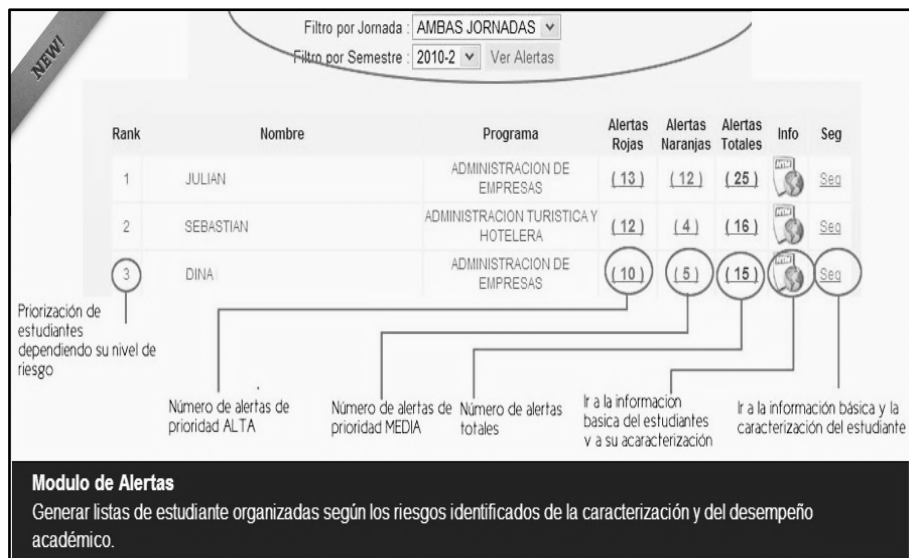 NEW!
Filtro por Jornada : AMBAS JORNADAS
Filtro por Semestre : 2010-2 Ver Alertas
Rank Nombre Programa Alertas Rojas Alertas Naranjas Alertas Totales Info Seg
1 JULIAN ADMINISTRACION DE EMPRESAS (13) (12) (25) Seg
2 SEBASTIAN ADMINISTRACION TURISTICA Y HOTELERA (12) (4) (16) Seg
3 DINA ADMINISTRACION DE EMPRESAS (10) (5) (15) Seg
Priorización de
estudiantes
dependiendo su nivel de
riesgo
Número de alertas de
prioridad ALTA
Número de alertas de
prioridad MEDIA
Número de alertas
totales
Ir a la información
basica del estudiantes
y a su acaracterización
Ir a la información básica y la
caracterización del estudiante
Modulo de Alertas
Generar listas de estudiante organizadas según los riesgos identificados de la caracterización y del desempeño
académico.